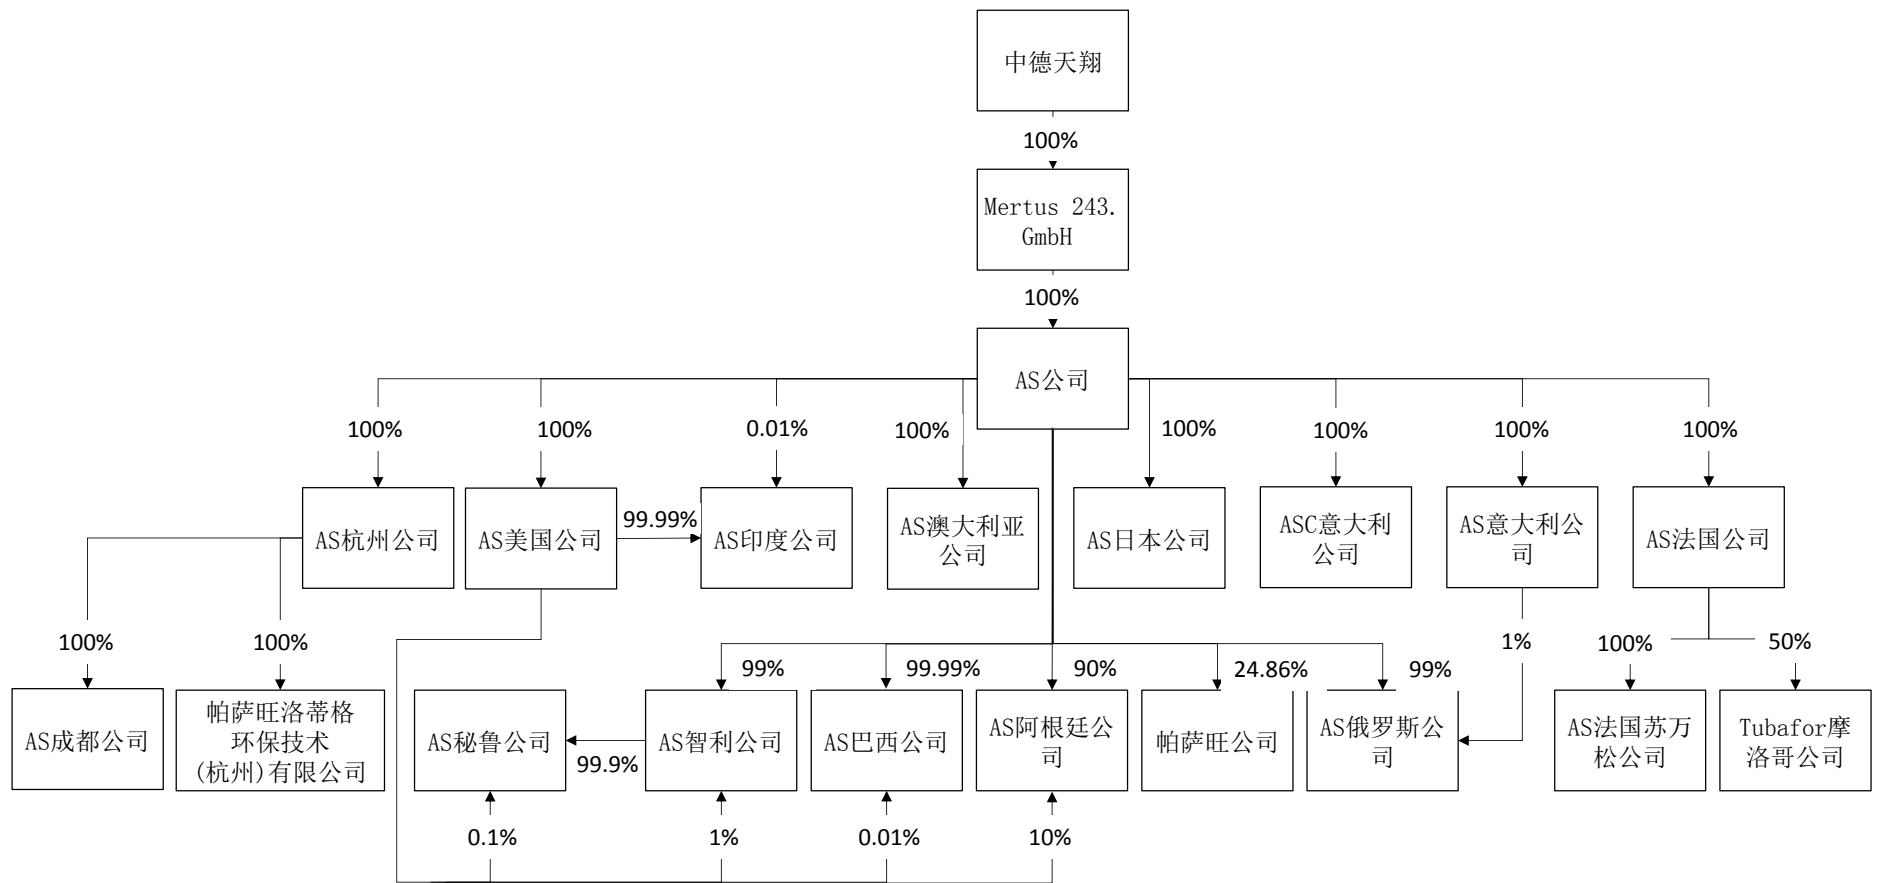 中德天翔
100%
Mertus 243.
GmbH
100%
AS公司
100%
100%
0.01%
100%
100%
100%
100%
100%
AS杭州公司
AS美国公司
99.99%
AS印度公司
AS澳大利亚
公司
AS日本公司
ASC意大利
公司
AS意大利公
司
AS法国公司
100%
100%
99%
99.99%
90%
24.86%
99%
1%
100%
50%
AS成都公司
帕萨旺洛蒂格
环保技术
(杭州)有限公司
AS秘鲁公司
99.9%
AS智利公司
AS巴西公司
AS阿根廷公
司
帕萨旺公司
AS俄罗斯公
司
AS法国苏万
松公司
Tubafor摩
洛哥公司
0.1%
1%
0.01%
10%